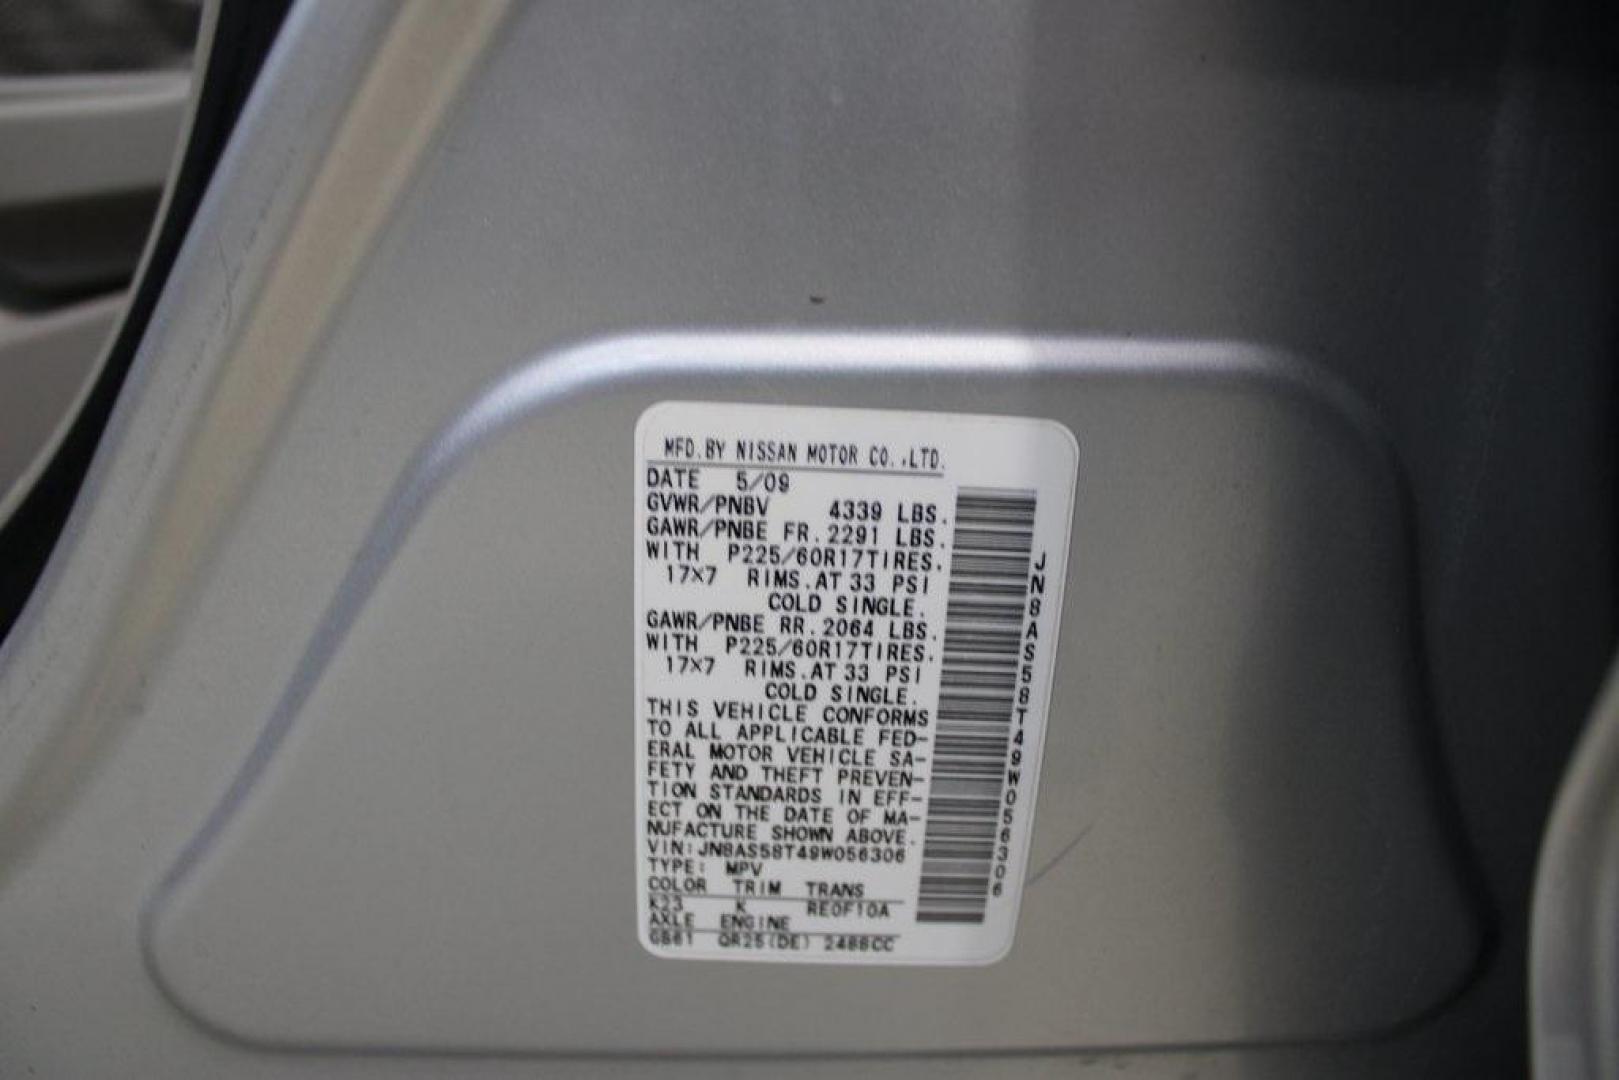 MFD. BY NISSAN MOTOR CO.,LTD.
DATE 5/09
GVWR/PNBV 4339 LBS.
GAWR/PNBE FR. 2291 LBS.
WITH P225/60R17TIRES.
17×7 RIMS. AT 33 PSI
COLD SINGLE.
GAWR/PNBE RR. 2064 LBS.
WITH P225/60R17TIRES.
17×7 RIMS. AT 33 PSI
COLD SINGLE.
THIS VEHICLE CONFORMS
TO ALL APPLICABLE FED-
ERAL MOTOR VEHICLE SA-
FETY AND THEFT PREVEN-
TION STANDARDS IN EFF-
ECT ON THE DATE OF MA-
NUFACTURE SHOWN ABOVE.
VIN: JN8AS58T49W056306
TYPE: MPV
COLOR TRIM TRANS
K23 K RE0F10A
AXLE ENGINE
GB61 QR25(DE) 2488CC
JN8AS58T49W056306